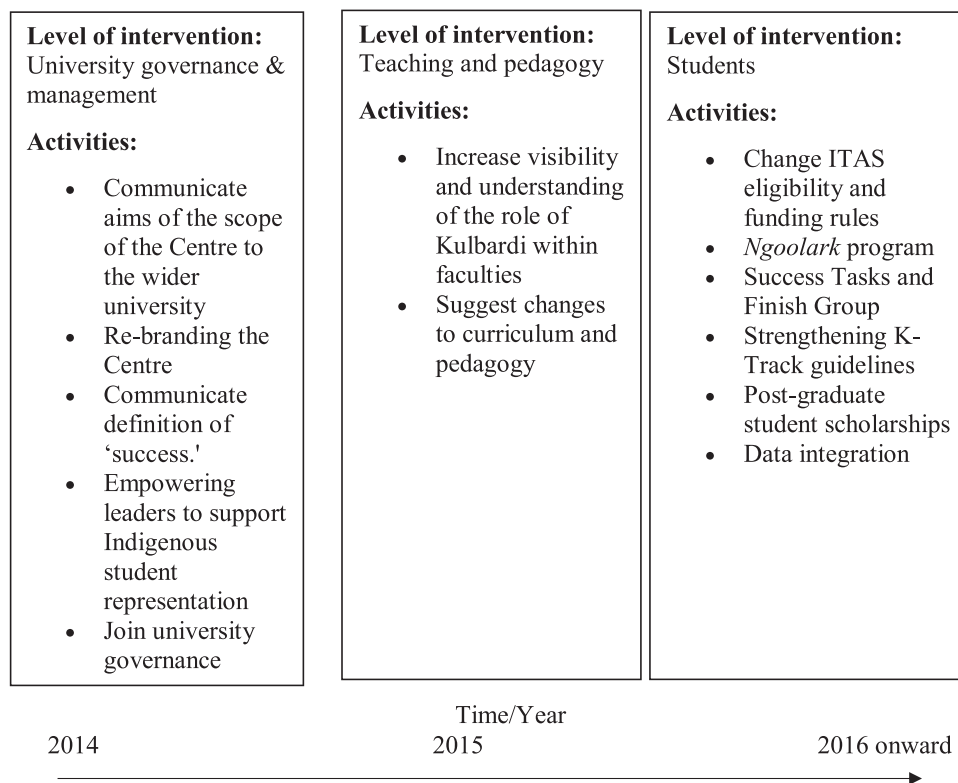 Level of intervention:
University governance &
management
Activities:
• Communicate
aims of the scope
of the Centre to
the wider
university
• Re-branding the
Centre
• Communicate
definition of
‘success.'
• Empowering
leaders to support
Indigenous
student
representation
• Join university
governance
Level of intervention:
Teaching and pedagogy
Activities:
• Increase visibility
and understanding
of the role of
Kulbardi within
faculties
• Suggest changes
to curriculum and
pedagogy
Level of intervention:
Students
Activities:
• Change ITAS
eligibility and
funding rules
• Ngoolark program
• Success Tasks and
Finish Group
• Strengthening K-
Track guidelines
• Post-graduate
student scholarships
• Data integration
Time/Year
2014
2015
2016 onward